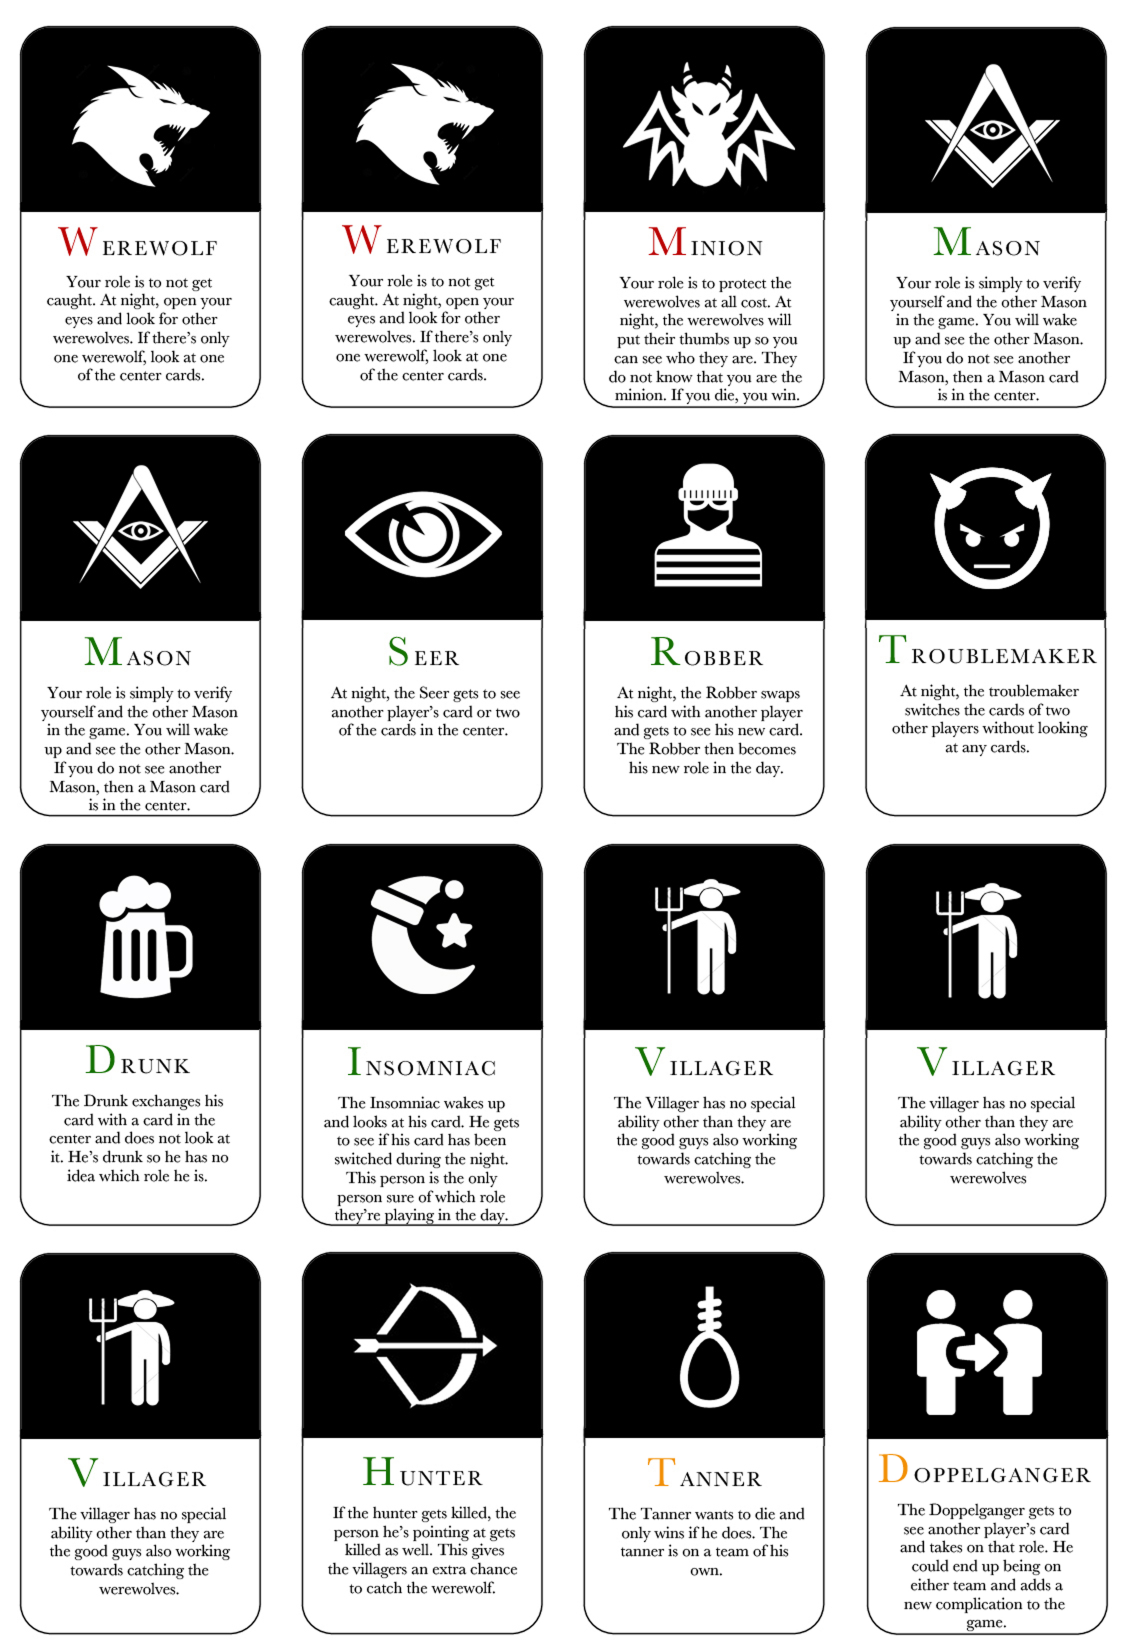 WEREWOLF
Your role is to not get
caught. At night, open your
eyes and look for other
werewolves. If there's only
one werewolf, look at one
of the center cards.
WEREWOLF
Your role is to not get
caught. At night, open your
eyes and look for other
werewolves. If there's only
one werewolf, look at one
of the center cards.
MINION
Your role is to protect the
werewolves at all cost. At
night, the werewolves will
put their thumbs up so you
can see who they are. They
do not know that you are the
minion. If you die, you win.
MASON
Your role is simply to verify
yourself and the other Mason
in the game. You will wake
up and see the other Mason.
If you do not see another
Mason, then a Mason card
is in the center.
MASON
Your role is simply to verify
yourself and the other Mason
in the game. You will wake
up and see the other Mason.
If you do not see another
Mason, then a Mason card
is in the center.
SEER
At night, the Seer gets to see
another player's card or two
of the cards in the center.
ROBBER
At night, the Robber swaps
his card with another player
and gets to see his new card.
The Robber then becomes
his new role in the day.
TROUBLEMAKER
At night, the troublemaker
switches the cards of two
other players without looking
at any cards.
DRUNK
The Drunk exchanges his
card with a card in the
center and does not look at
it. He's drunk so he has no
idea which role he is.
INSOMNIAC
The Insomniac wakes up
and looks at his card. He gets
to see if his card has been
switched during the night.
This person is the only
person sure of which role
they're playing in the day.
VILLAGER
The Villager has no special
ability other than they are
the good guys also working
towards catching the
werewolves.
VILLAGER
The villager has no special
ability other than they are
the good guys also working
towards catching the
werewolves
VILLAGER
The villager has no special
ability other than they are
the good guys also working
towards catching the
werewolves.
HUNTER
If the hunter gets killed, the
person he's pointing at gets
killed as well. This gives
the villagers an extra chance
to catch the werewolf.
TANNER
The Tanner wants to die and
only wins if he does. The
tanner is on a team of his
own.
DOPPELGANGER
The Doppelganger gets to
see another player's card
and takes on that role. He
could end up being on
either team and adds a
new complication to the
game.